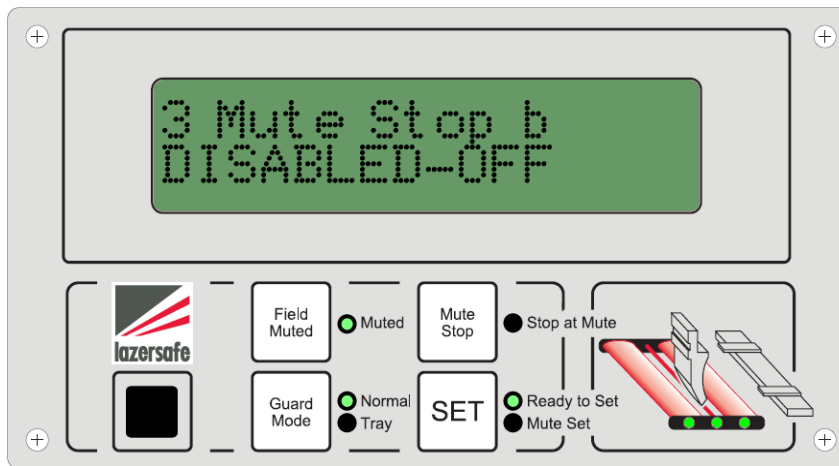 3 Mute Stop b
DISABLED-OFF
lazersafe
Field
Muted
Muted
Mute
Stop
Stop at Mute
Guard
Mode
Normal
Tray
SET
Ready to Set
Mute Set